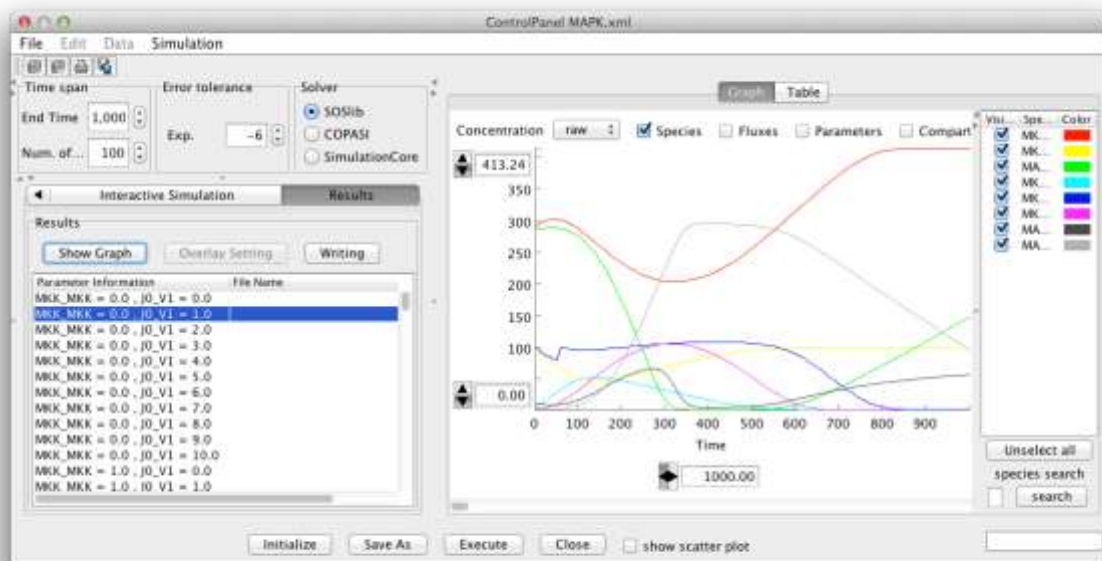 ControlPanel MAPK.xml
File Edit Data Simulation
Time span
End Time 1,000
Num. of... 100
Error tolerance
Exp. -6
Solver
SOSlib
COPASI
SimulationCore
Interactive Simulation Results
Results
Show Graph Overlay Setting Writing
Parameter Information File Name
MKK_MKK = 0.0 , J0_V1 = 0.0
MKK_MKK = 0.0 , J0_V1 = 1.0
MKK_MKK = 0.0 , J0_V1 = 2.0
MKK_MKK = 0.0 , J0_V1 = 3.0
MKK_MKK = 0.0 , J0_V1 = 4.0
MKK_MKK = 0.0 , J0_V1 = 5.0
MKK_MKK = 0.0 , J0_V1 = 6.0
MKK_MKK = 0.0 , J0_V1 = 7.0
MKK_MKK = 0.0 , J0_V1 = 8.0
MKK_MKK = 0.0 , J0_V1 = 9.0
MKK_MKK = 0.0 , J0_V1 = 10.0
MKK_MKK = 1.0 , J0_V1 = 0.0
MKK_MKK = 1.0 , J0_V1 = 1.0
Graph Table
Concentration raw Species Fluxes Parameters Compart
413.24
350
300
250
200
150
100
0.00
0 100 200 300 400 500 600 700 800 900
Time
1000.00
Visi... Spe... Color
MK...
MK...
MA...
MK...
MK...
MK...
MA...
MA...
Unselect all
species search
search
Initialize Save As Execute Close show scatter plot